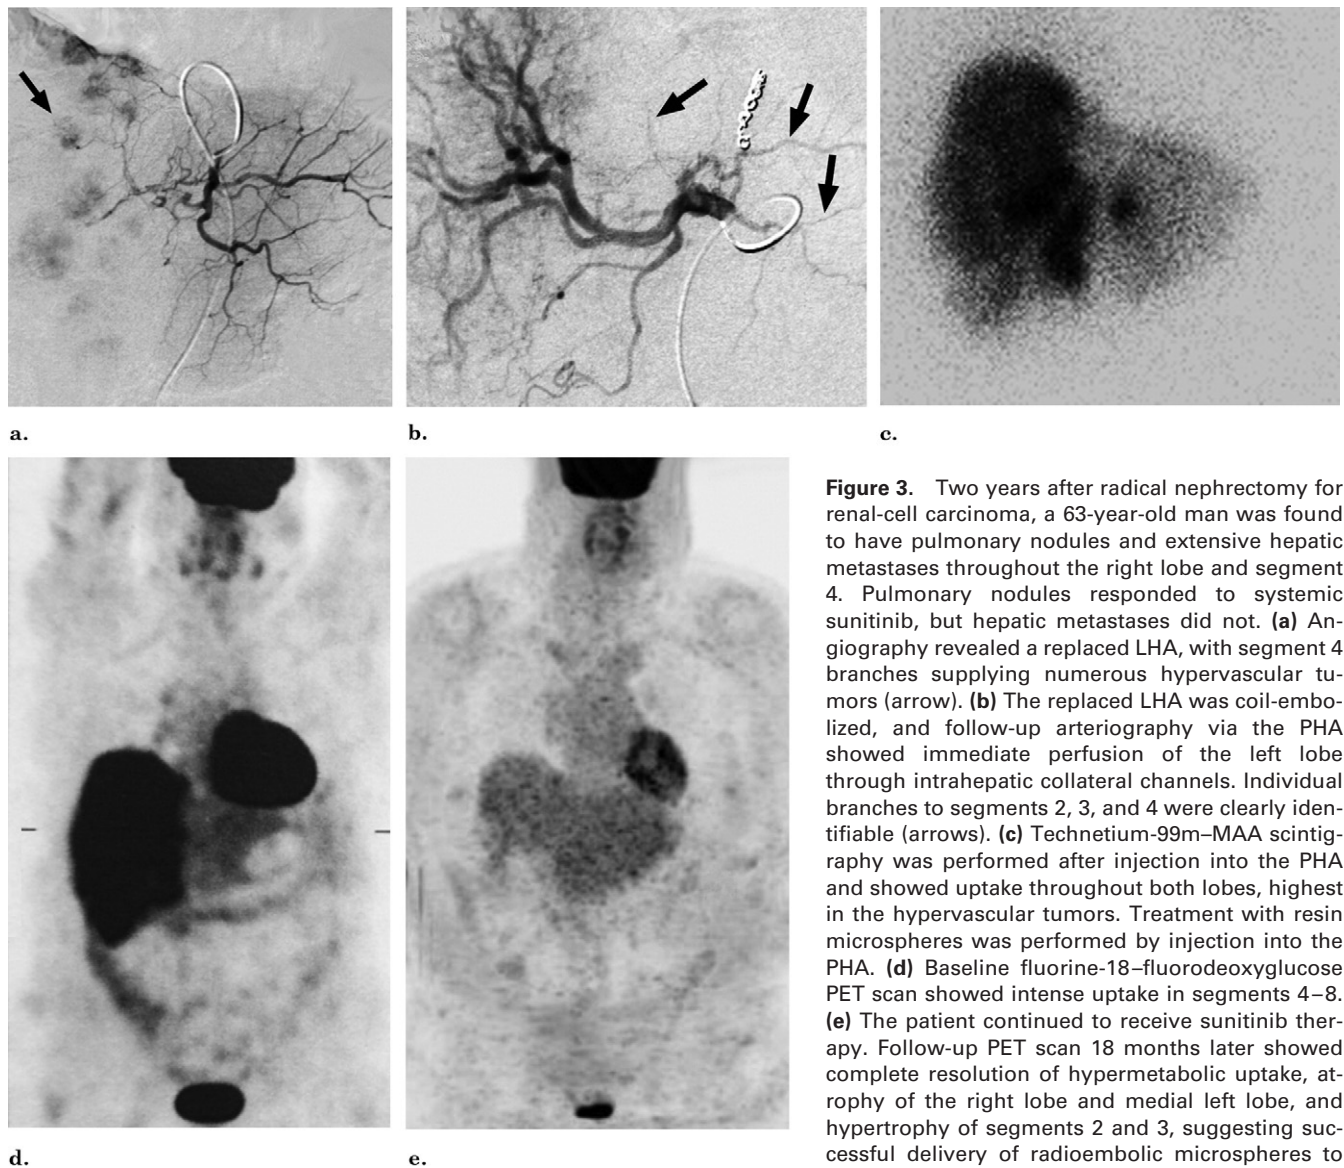 a.
b.
c.
Figure 3. Two years after radical nephrectomy for
renal-cell carcinoma, a 63-year-old man was found
to have pulmonary nodules and extensive hepatic
metastases throughout the right lobe and segment
4. Pulmonary nodules responded to systemic
sunitinib, but hepatic metastases did not. (a) An-
giography revealed a replaced LHA, with segment 4
branches supplying numerous hypervascular tu-
mors (arrow). (b) The replaced LHA was coil-embo-
lized, and follow-up arteriography via the PHA
showed immediate perfusion of the left lobe
through intrahepatic collateral channels. Individual
branches to segments 2, 3, and 4 were clearly iden-
tifiable (arrows). (c) Technetium-99m–MAA scintig-
raphy was performed after injection into the PHA
and showed uptake throughout both lobes, highest
in the hypervascular tumors. Treatment with resin
microspheres was performed by injection into the
PHA. (d) Baseline fluorine-18–fluorodeoxyglucose
PET scan showed intense uptake in segments 4–8.
(e) The patient continued to receive sunitinib ther-
apy. Follow-up PET scan 18 months later showed
complete resolution of hypermetabolic uptake, at-
rophy of the right lobe and medial left lobe, and
hypertrophy of segments 2 and 3, suggesting suc-
cessful delivery of radioembolic microspheres to
d.
e.